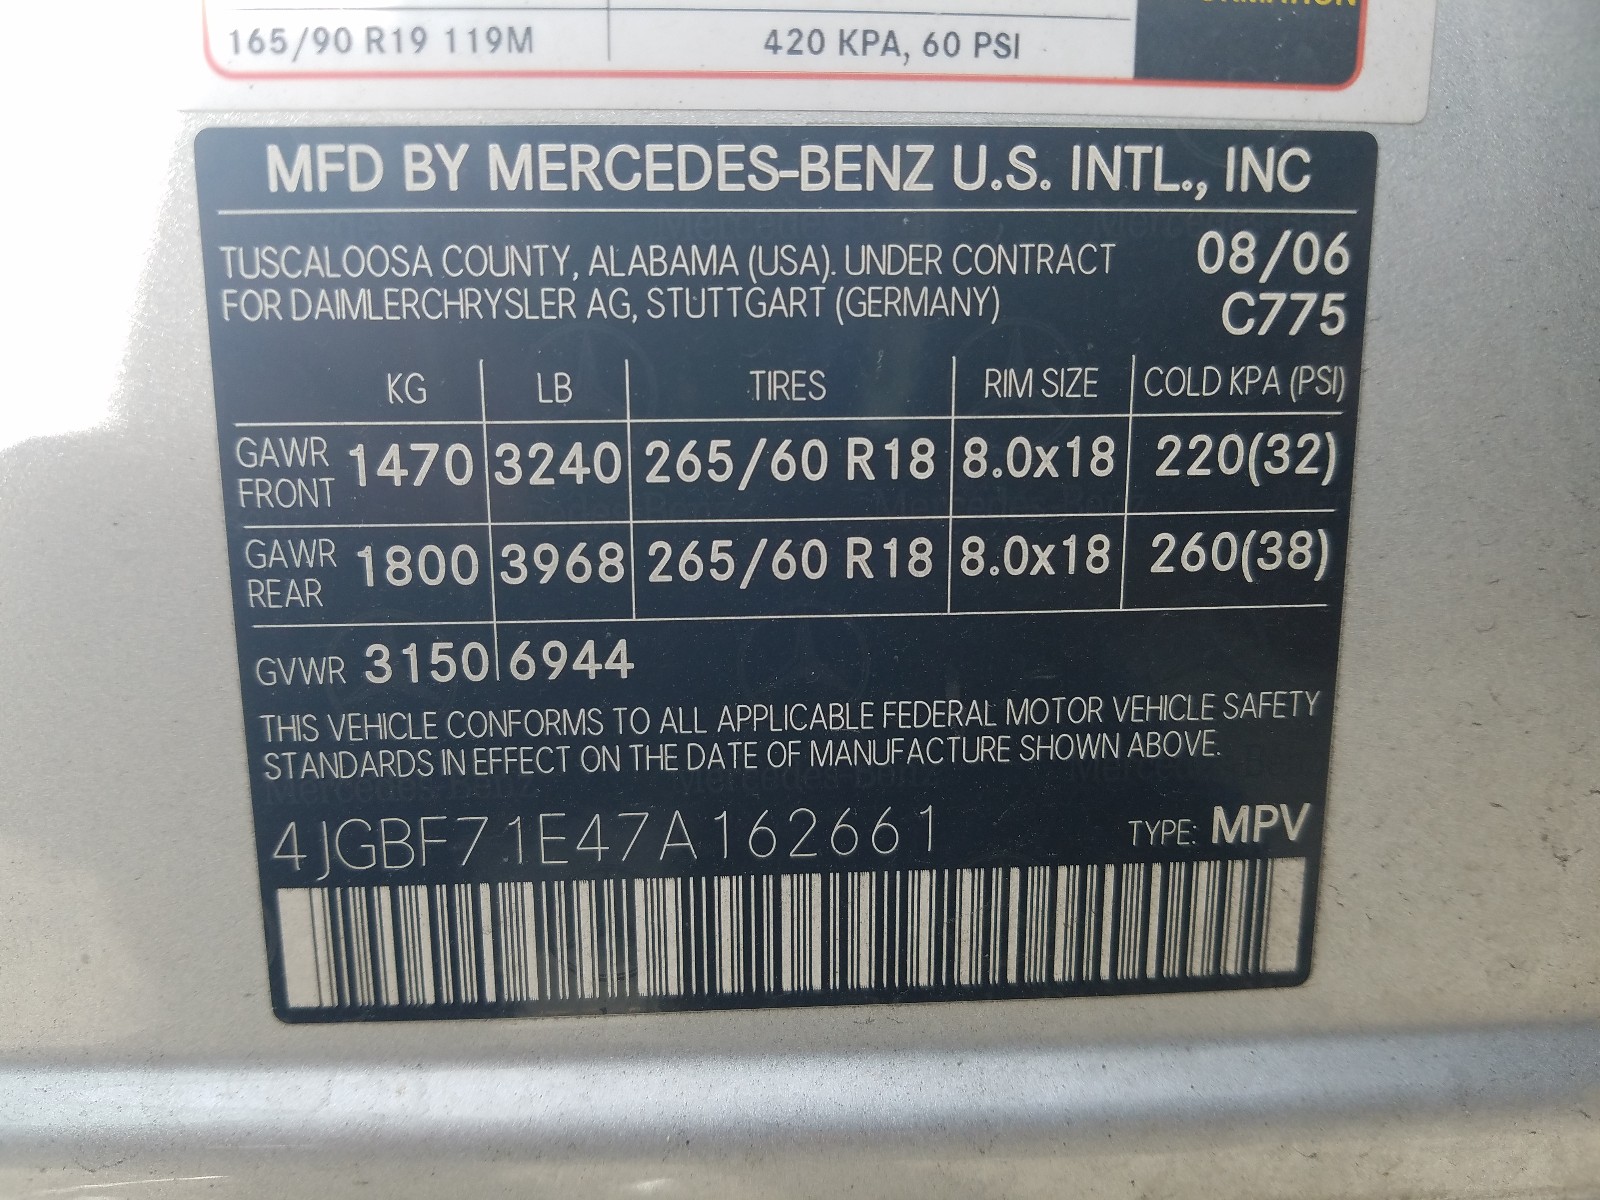 ORMATION
165/90 R19 119M 420 KPA, 60 PSI
MFD BY MERCEDES-BENZ U.S. INTL., INC
TUSCALOOSA COUNTY, ALABAMA (USA). UNDER CONTRACT 08/06
FOR DAIMLERCHRYSLER AG, STUTTGART (GERMANY) C775
KG LB TIRES RIM SIZE COLD KPA (PSI)
GAWR FRONT 1470 3240 265/60 R18 8.0x18 220(32)
GAWR REAR 1800 3968 265/60 R18 8.0x18 260(38)
GVWR 3150 6944
THIS VEHICLE CONFORMS TO ALL APPLICABLE FEDERAL MOTOR VEHICLE SAFETY
STANDARDS IN EFFECT ON THE DATE OF MANUFACTURE SHOWN ABOVE.
4JGBF71E47A162661 TYPE: MPV